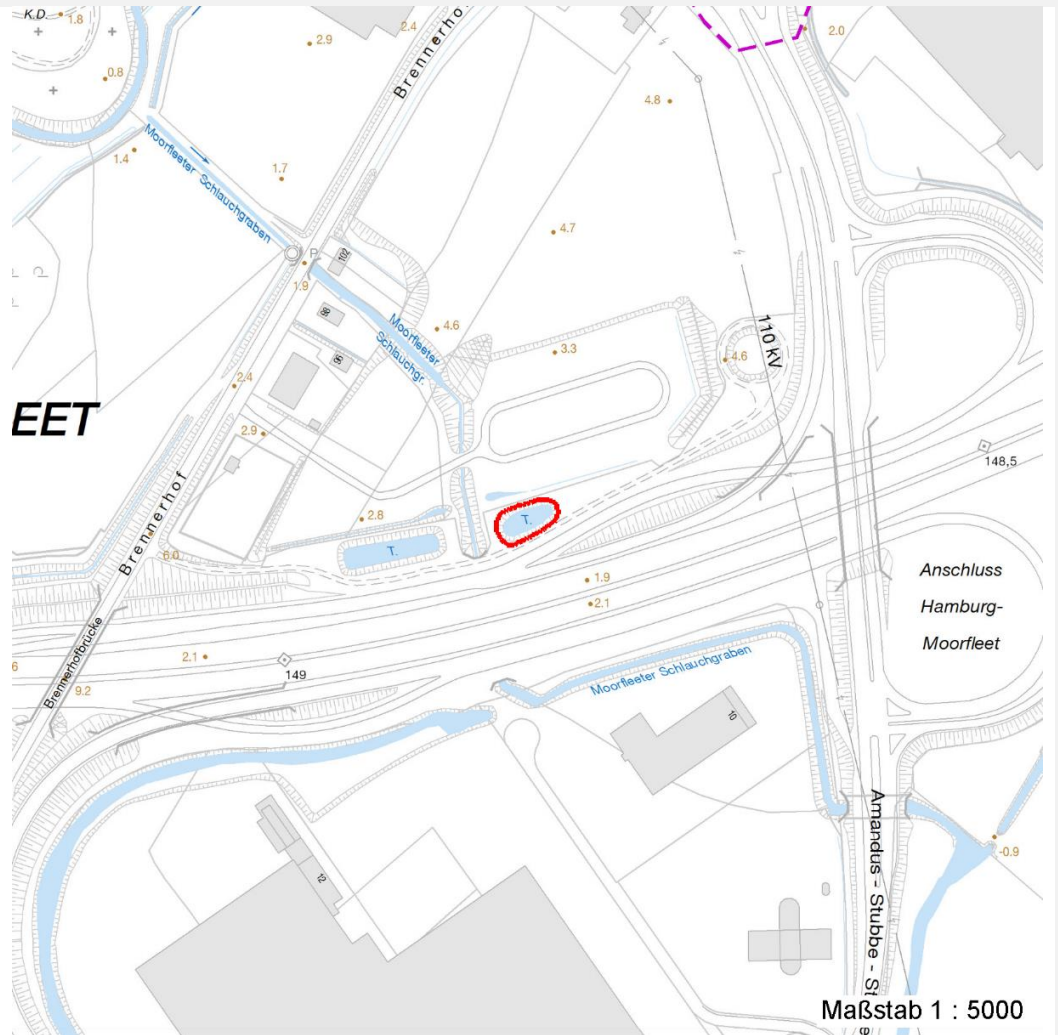 K.D.
1.8
2.4
2.9
2.0
Brennerhof
0.8
4.8
Moorfleeter Schlauchgraben
1.4
1.7
4.7
P
102
1.9
98
Moorfleeter
Schlauchgr.
4.6
96
3.3
4.6
110 kV
2.4
EET
2.9
148,5
Brennerhof
2.8
T.
T.
6.0
1.9
2.1
Anschluss
Hamburg-
Moorfleet
Brennerhofbrücke
2.1
149
9.2
6
Moorfleeter Schlauchgraben
10
Amandus - Stubbe - St
-0.9
12
Maßstab 1 : 5000